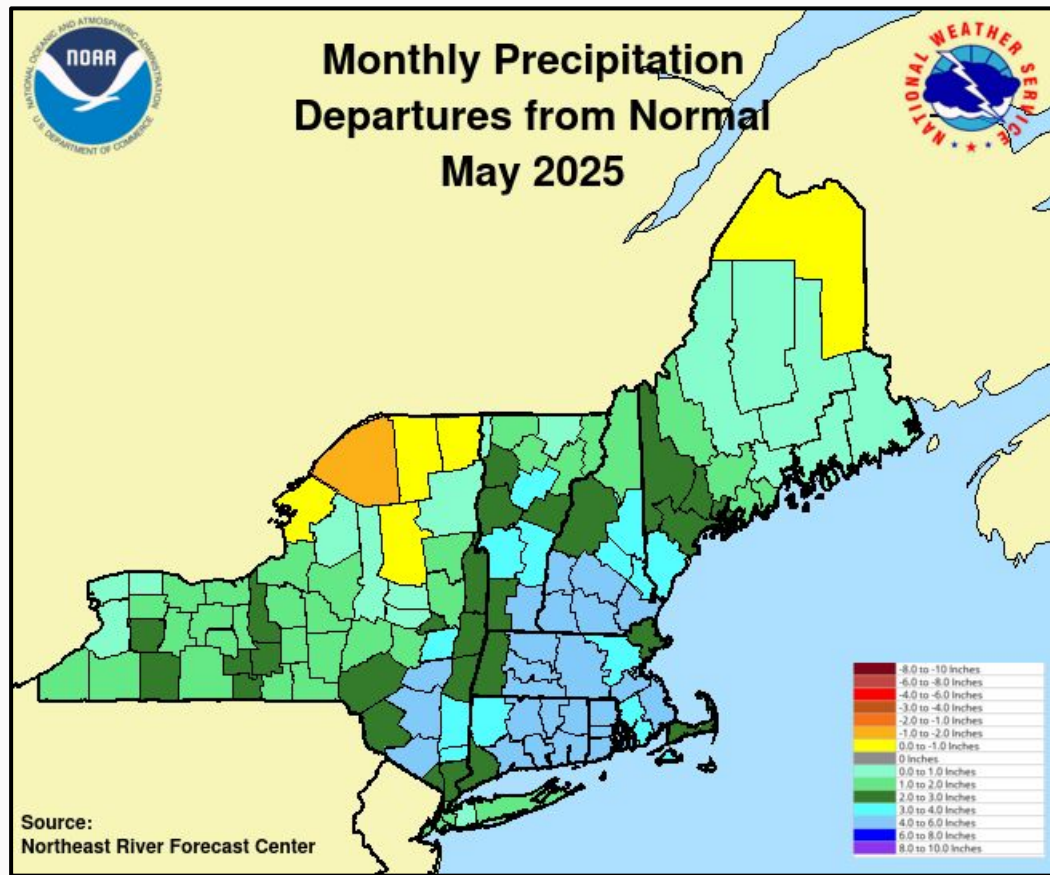 NATIONAL OCEANIC AND ATMOSPHERIC ADMINISTRATION
NOAA
U.S. DEPARTMENT OF COMMERCE
Monthly Precipitation
Departures from Normal
May 2025
NATIONAL WEATHER SERVICE
-8.0 to -10 Inches
-6.0 to -8.0 Inches
-4.0 to -6.0 Inches
-3.0 to -4.0 Inches
-2.0 to -1.0 Inches
-1.0 to -2.0 Inches
0.0 to -1.0 Inches
0 Inches
0.0 to 1.0 Inches
1.0 to 2.0 Inches
2.0 to 3.0 Inches
3.0 to 4.0 Inches
4.0 to 6.0 Inches
6.0 to 8.0 Inches
8.0 to 10.0 Inches
Source:
Northeast River Forecast Center